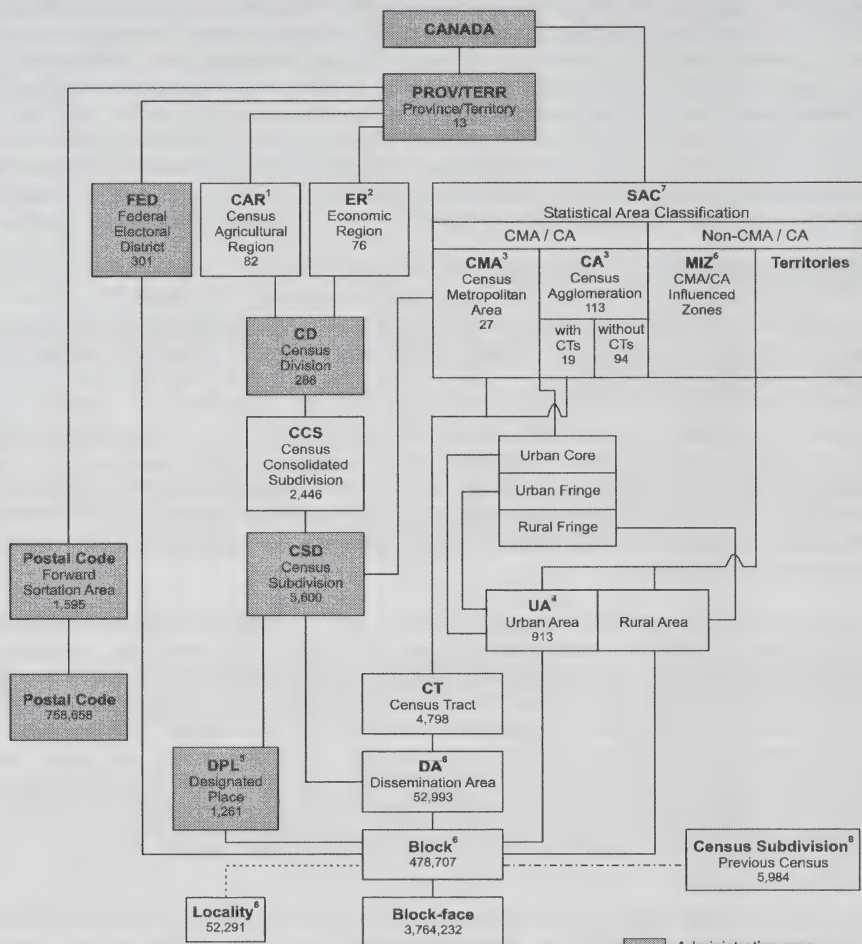 CANADA
PROV/TERR
Province/Territory
13
FED
Federal
Electoral
District
301
CAR¹
Census
Agricultural
Region
82
ER²
Economic
Region
76
SAC⁷
Statistical Area Classification
CMA / CA
Non-CMA / CA
CMA³
Census
Metropolitan
Area
27
CA³
Census
Agglomeration
113
with
CTs
19
without
CTs
94
MIZ⁶
CMA/CA
Influenced
Zones
Territories
CD
Census
Division
288
CCS
Census
Consolidated
Subdivision
2,446
Urban Core
Urban Fringe
Rural Fringe
Postal Code
Forward
Sortation Area
1,595
CSD
Census
Subdivision
5,600
UA⁴
Urban Area
913
Rural Area
Postal Code
758,658
CT
Census Tract
4,798
DPL⁵
Designated
Place
1,261
DA⁶
Dissemination Area
52,993
Block⁶
478,707
Census Subdivision⁸
Previous Census
5,984
Locality⁶
52,291
Block-face
3,764,232